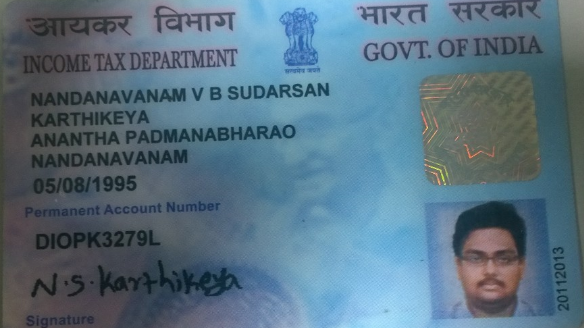 आयकर विभाग
भारत सरकार
INCOME TAX DEPARTMENT
GOVT. OF INDIA
सत्यमेव जयते
NANDANAVANAM V B SUDARSAN
KARTHIKEYA
ANANTHA PADMANABHARAO
NANDANAVANAM
05/08/1995
Permanent Account Number
DIOPK3279L
N.S.Karthikeya
Signature
20112013